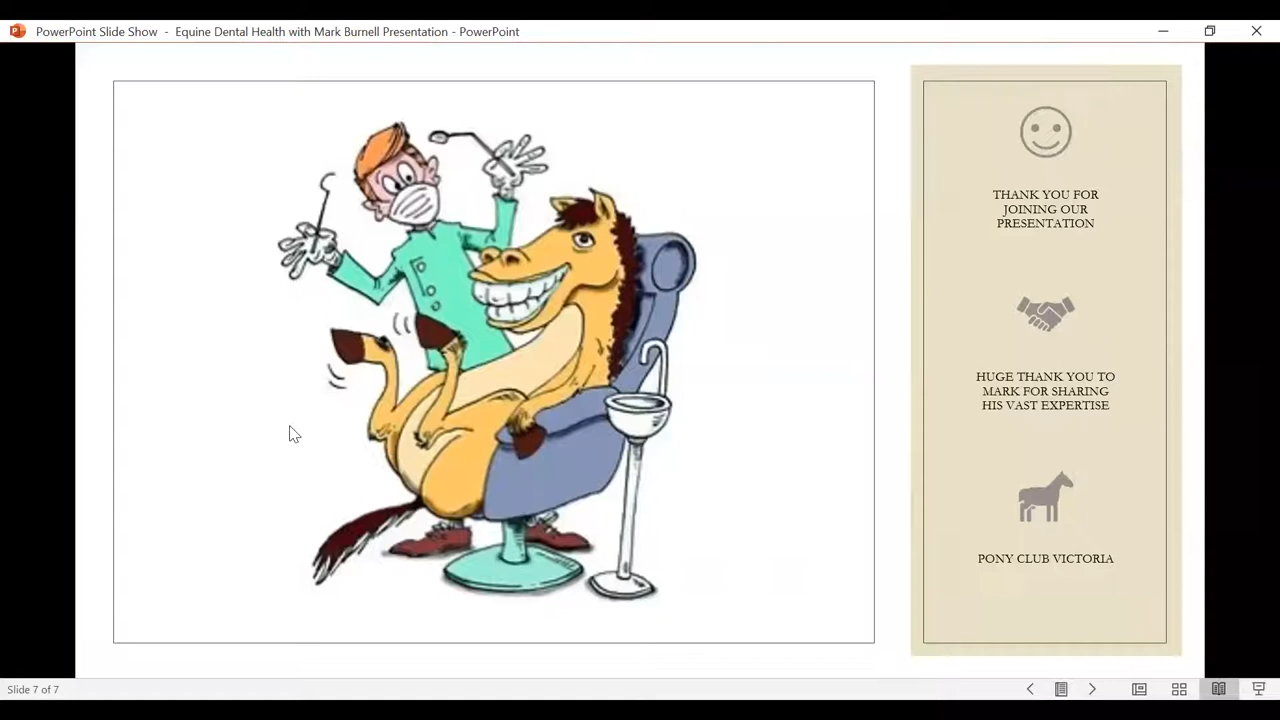 PowerPoint Slide Show - Equine Dental Health with Mark Burnell Presentation - PowerPoint
THANK YOU FOR
JOINING OUR
PRESENTATION
HUGE THANK YOU TO
MARK FOR SHARING
HIS VAST EXPERTISE
PONY CLUB VICTORIA
Slide 7 of 7